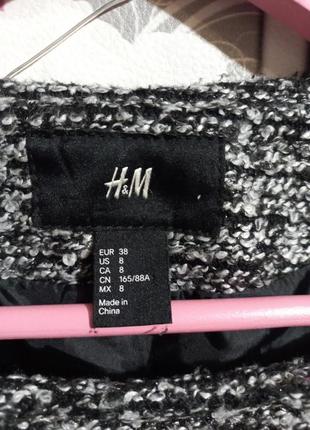 H&M
EUR 38
US 8
CA 8
CN 165/88A
MX 8
Made in
China